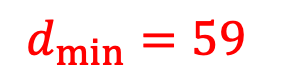 d_min = 59